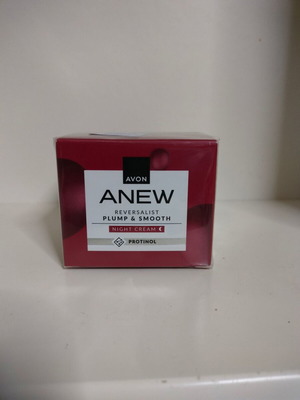 AVON
ANEW
REVERSALIST
PLUMP & SMOOTH
NIGHT CREAM
PROTINOL